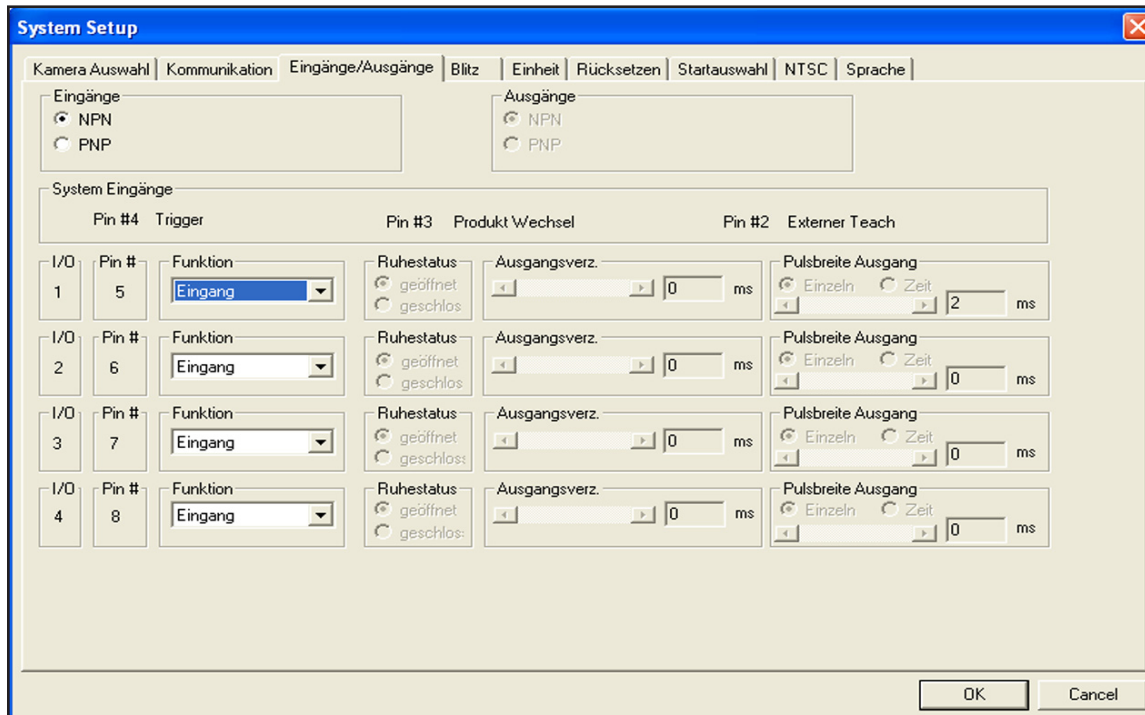 System Setup
Kamera Auswahl Kommunikation Eingänge/Ausgänge Blitz Einheit Rücksetzen Startauswahl NTSC Sprache
Eingänge Ausgänge
NPN NPN
PNP PNP
System Eingänge
Pin #4 Trigger Pin #3 Produkt Wechsel Pin #2 Externer Teach
I/O Pin # Funktion Ruhestatus Ausgangsverz. Pulsbreite Ausgang
1 5 Eingang geöffnet 0 ms Einzeln Zeit
geschlos 2 ms
I/O Pin # Funktion Ruhestatus Ausgangsverz. Pulsbreite Ausgang
2 6 Eingang geöffnet 0 ms Einzeln Zeit
geschlos 0 ms
I/O Pin # Funktion Ruhestatus Ausgangsverz. Pulsbreite Ausgang
3 7 Eingang geöffnet 0 ms Einzeln Zeit
geschloss 0 ms
I/O Pin # Funktion Ruhestatus Ausgangsverz. Pulsbreite Ausgang
4 8 Eingang geöffnet 0 ms Einzeln Zeit
geschlos 0 ms
OK Cancel